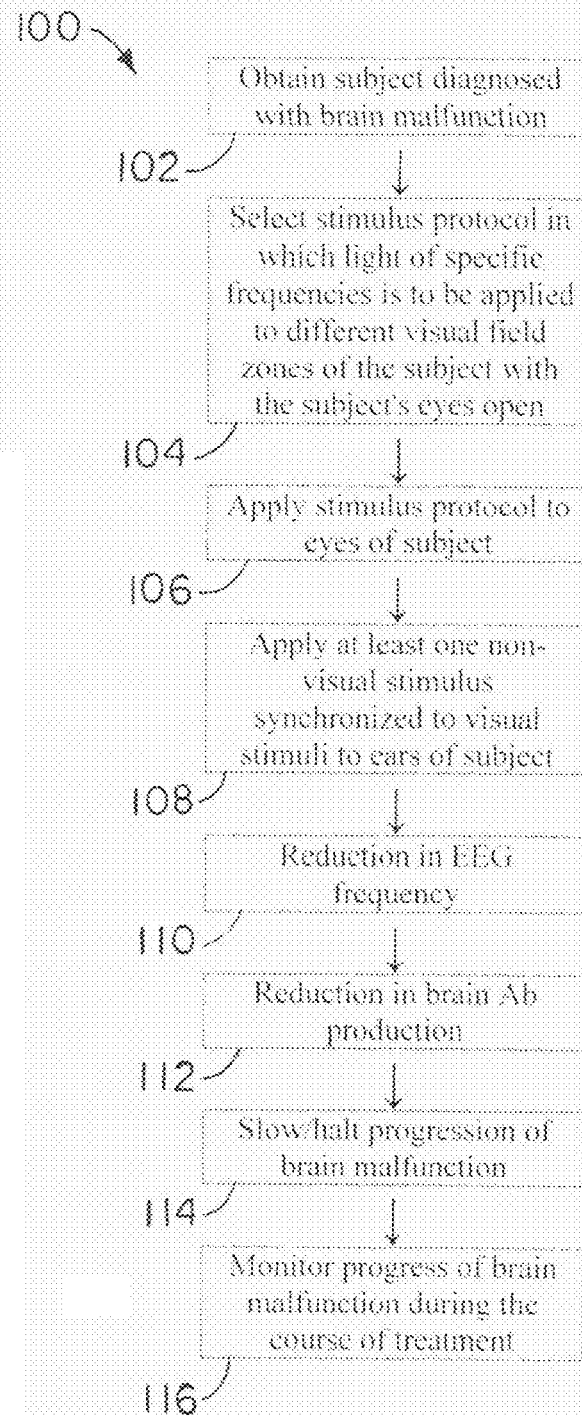 100
Obtain subject diagnosed
with brain malfunction
102
Select stimulus protocol in
which light of specific
frequencies is to be applied
to different visual field
zones of the subject with
the subject's eyes open
104
Apply stimulus protocol to
eyes of subject
106
Apply at least one non-
visual stimulus
synchronized to visual
stimuli to ears of subject
108
Reduction in EEG
frequency
110
Reduction in brain Ab
production
112
Slow/halt progression of
brain malfunction
114
Monitor progress of brain
malfunction during the
course of treatment
116